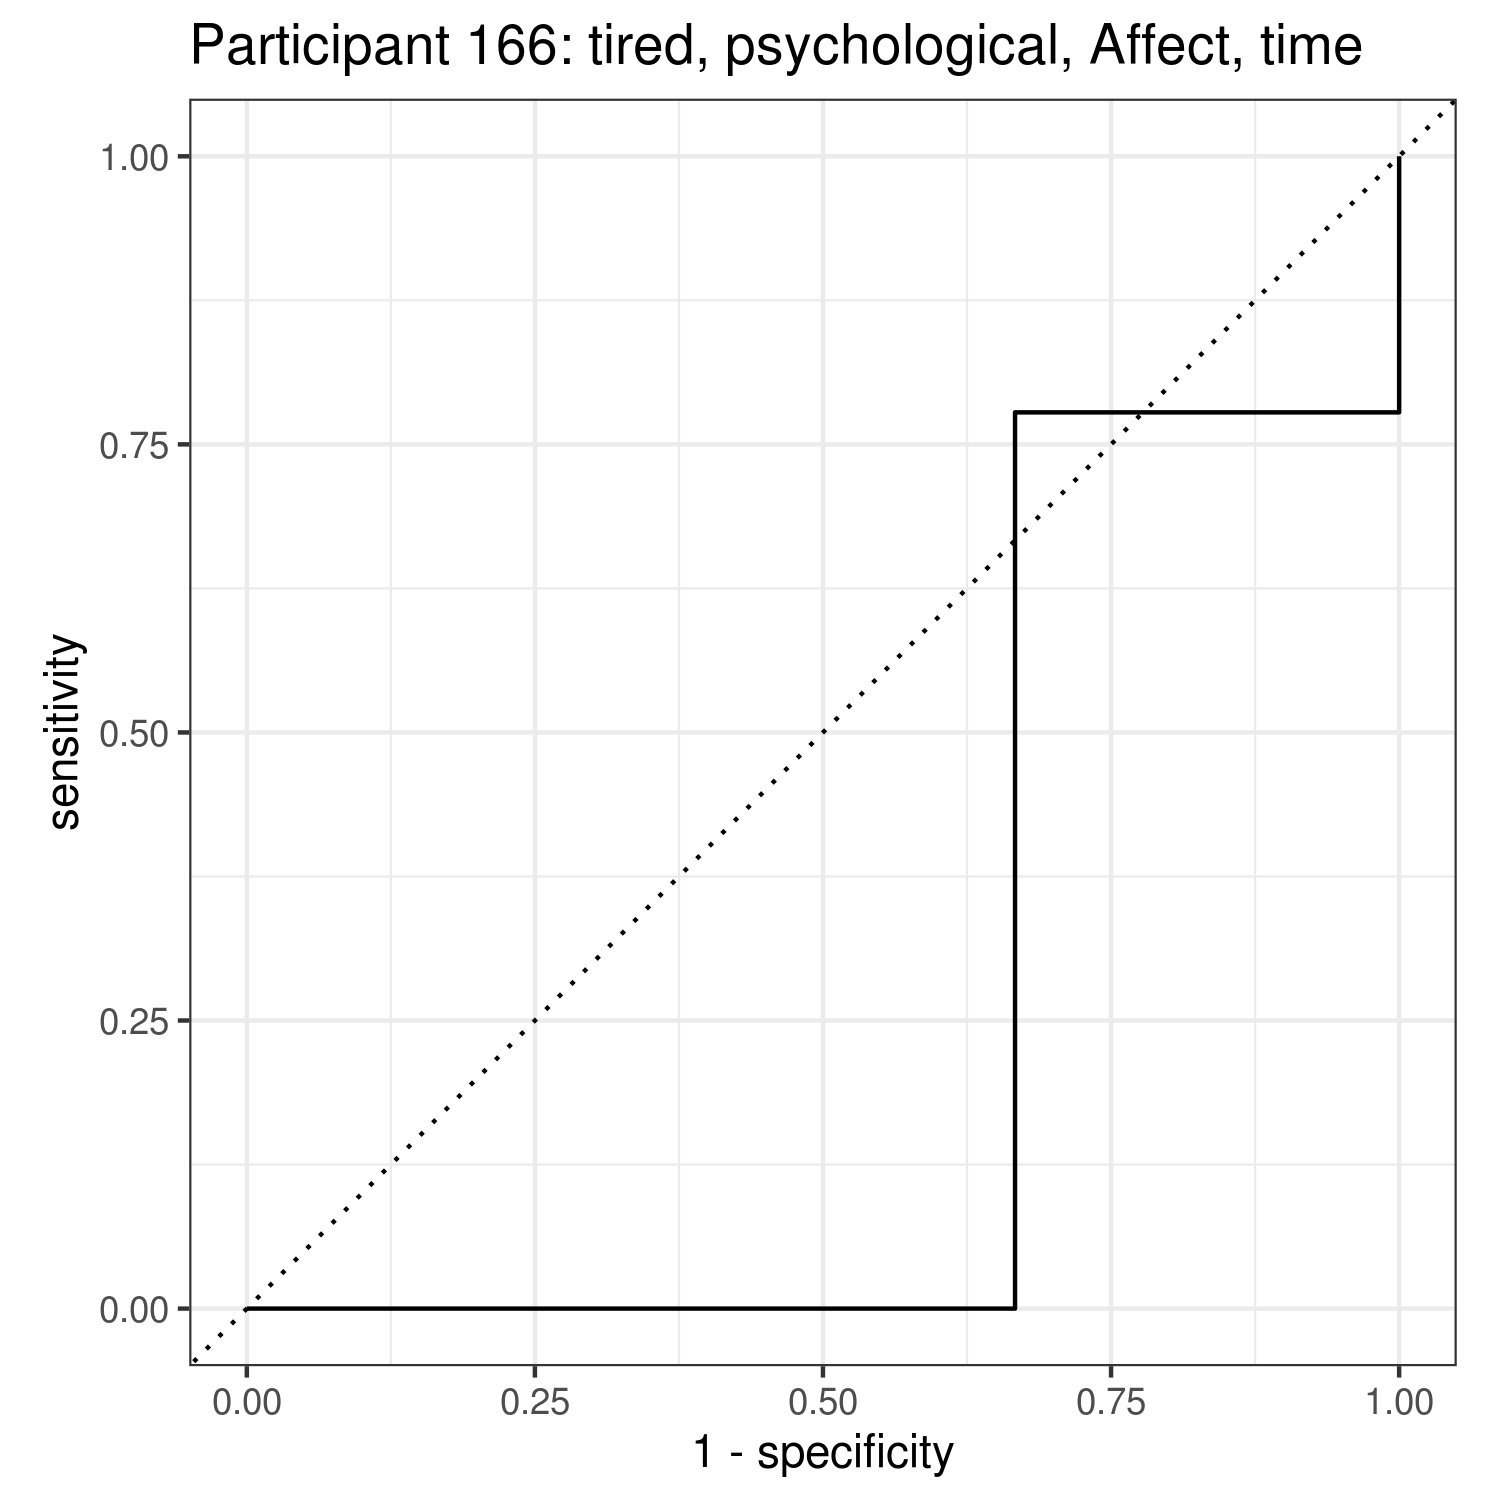 Participant 166: tired, psychological, Affect, time
1.00
0.75
0.50
0.25
0.00
sensitivity
0.00 0.25 0.50 0.75 1.00
1 - specificity